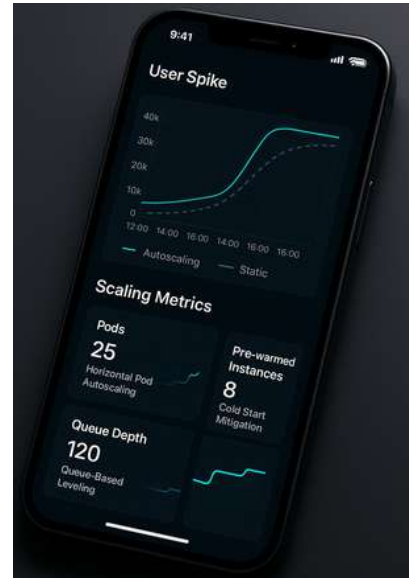 9:41
User Spike
40k
30k
20k
10k
0
12:00 14:00 16:00 14:00 16:00 16:00
Autoscaling Static
Scaling Metrics
Pods
25
Horizontal Pod
Autoscaling
Pre-warmed
Instances
8
Cold Start
Mitigation
Queue Depth
120
Queue-Based
Leveling